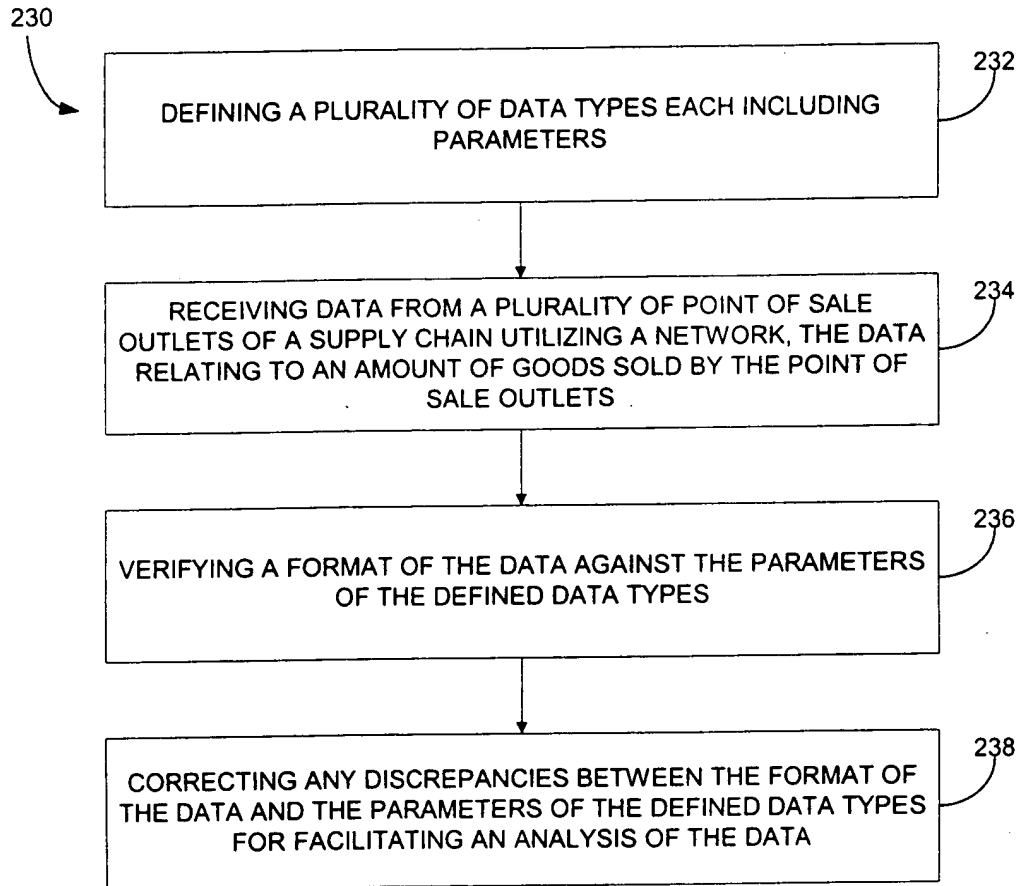 230
232
DEFINING A PLURALITY OF DATA TYPES EACH INCLUDING
PARAMETERS
234
RECEIVING DATA FROM A PLURALITY OF POINT OF SALE
OUTLETS OF A SUPPLY CHAIN UTILIZING A NETWORK, THE DATA
RELATING TO AN AMOUNT OF GOODS SOLD BY THE POINT OF
SALE OUTLETS
236
VERIFYING A FORMAT OF THE DATA AGAINST THE PARAMETERS
OF THE DEFINED DATA TYPES
238
CORRECTING ANY DISCREPANCIES BETWEEN THE FORMAT OF
THE DATA AND THE PARAMETERS OF THE DEFINED DATA TYPES
FOR FACILITATING AN ANALYSIS OF THE DATA